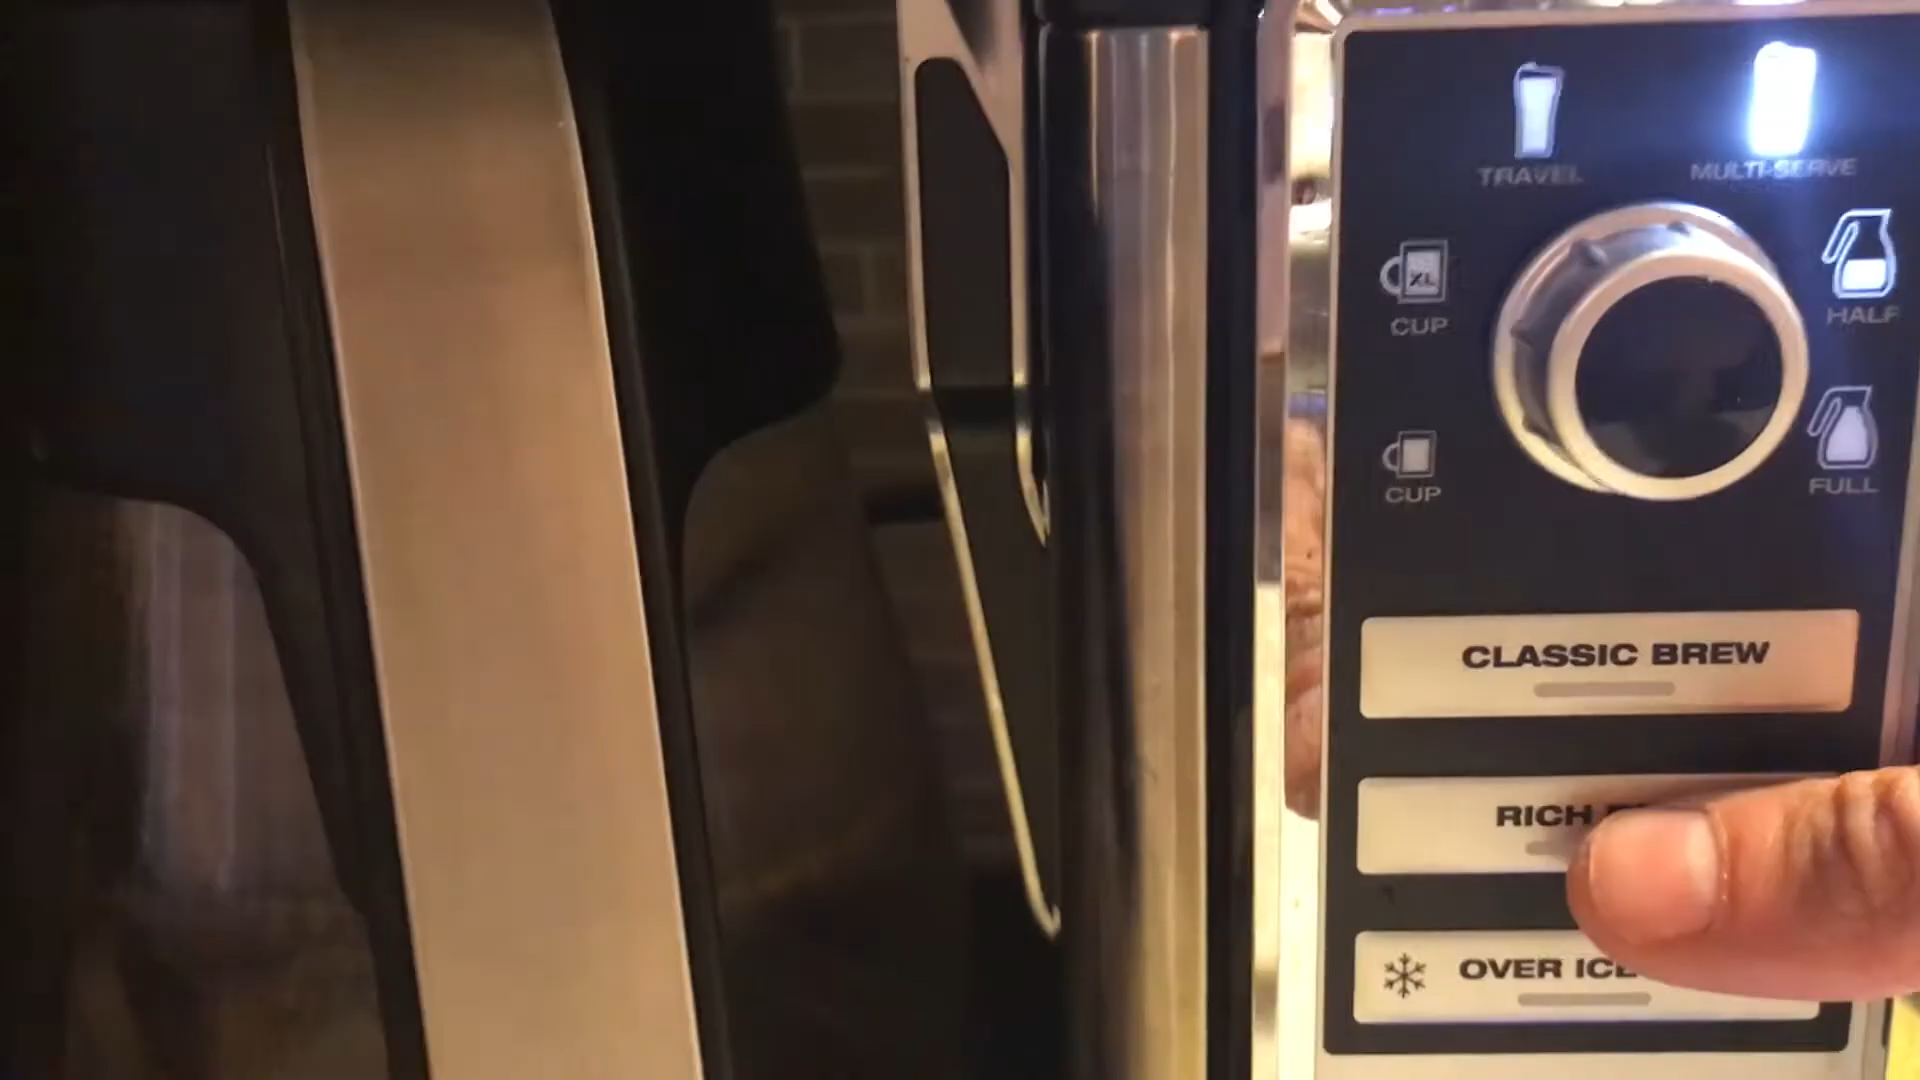 TRAVEL
MULTI-SERVE
XL
CUP
HALF
CUP
FULL
CLASSIC BREW
RICH
OVER ICE